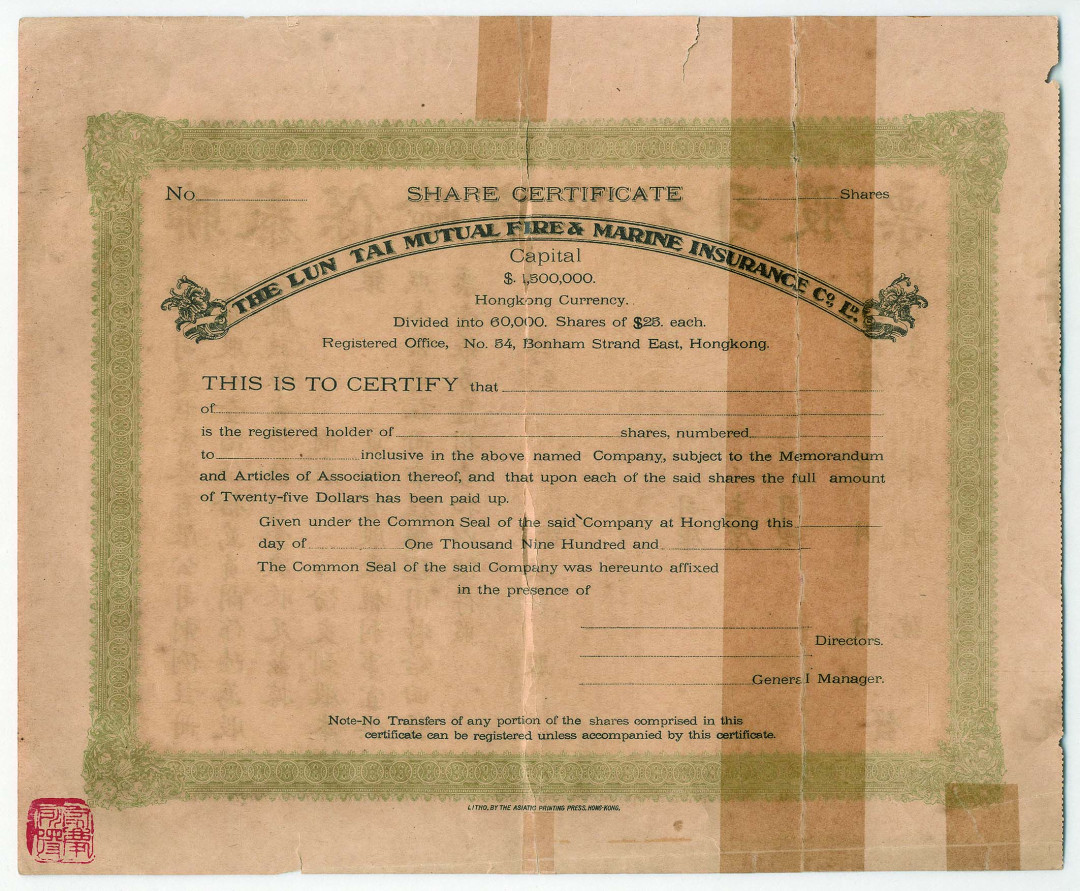 No. SHARE CERTIFICATE Shares
THE LUN TAI MUTUAL FIRE & MARINE INSURANCE Co., LD.
Capital
$. 1,500,000.
Hongkong Currency.
Divided into 60,000. Shares of $25. each.
Registered Office, No. 54, Bonham Strand East, Hongkong.
THIS IS TO CERTIFY that
of
is the registered holder of shares, numbered
to inclusive in the above named Company, subject to the Memorandum
and Articles of Association thereof, and that upon each of the said shares the full amount
of Twenty-five Dollars has been paid up.
Given under the Common Seal of the said Company at Hongkong this
day of One Thousand Nine Hundred and
The Common Seal of the said Company was hereunto affixed
in the presence of
Directors.
General Manager.
Note-No Transfers of any portion of the shares comprised in this
certificate can be registered unless accompanied by this certificate.
LITHO. BY THE ASIATIC PRINTING PRESS, HONG-KONG.